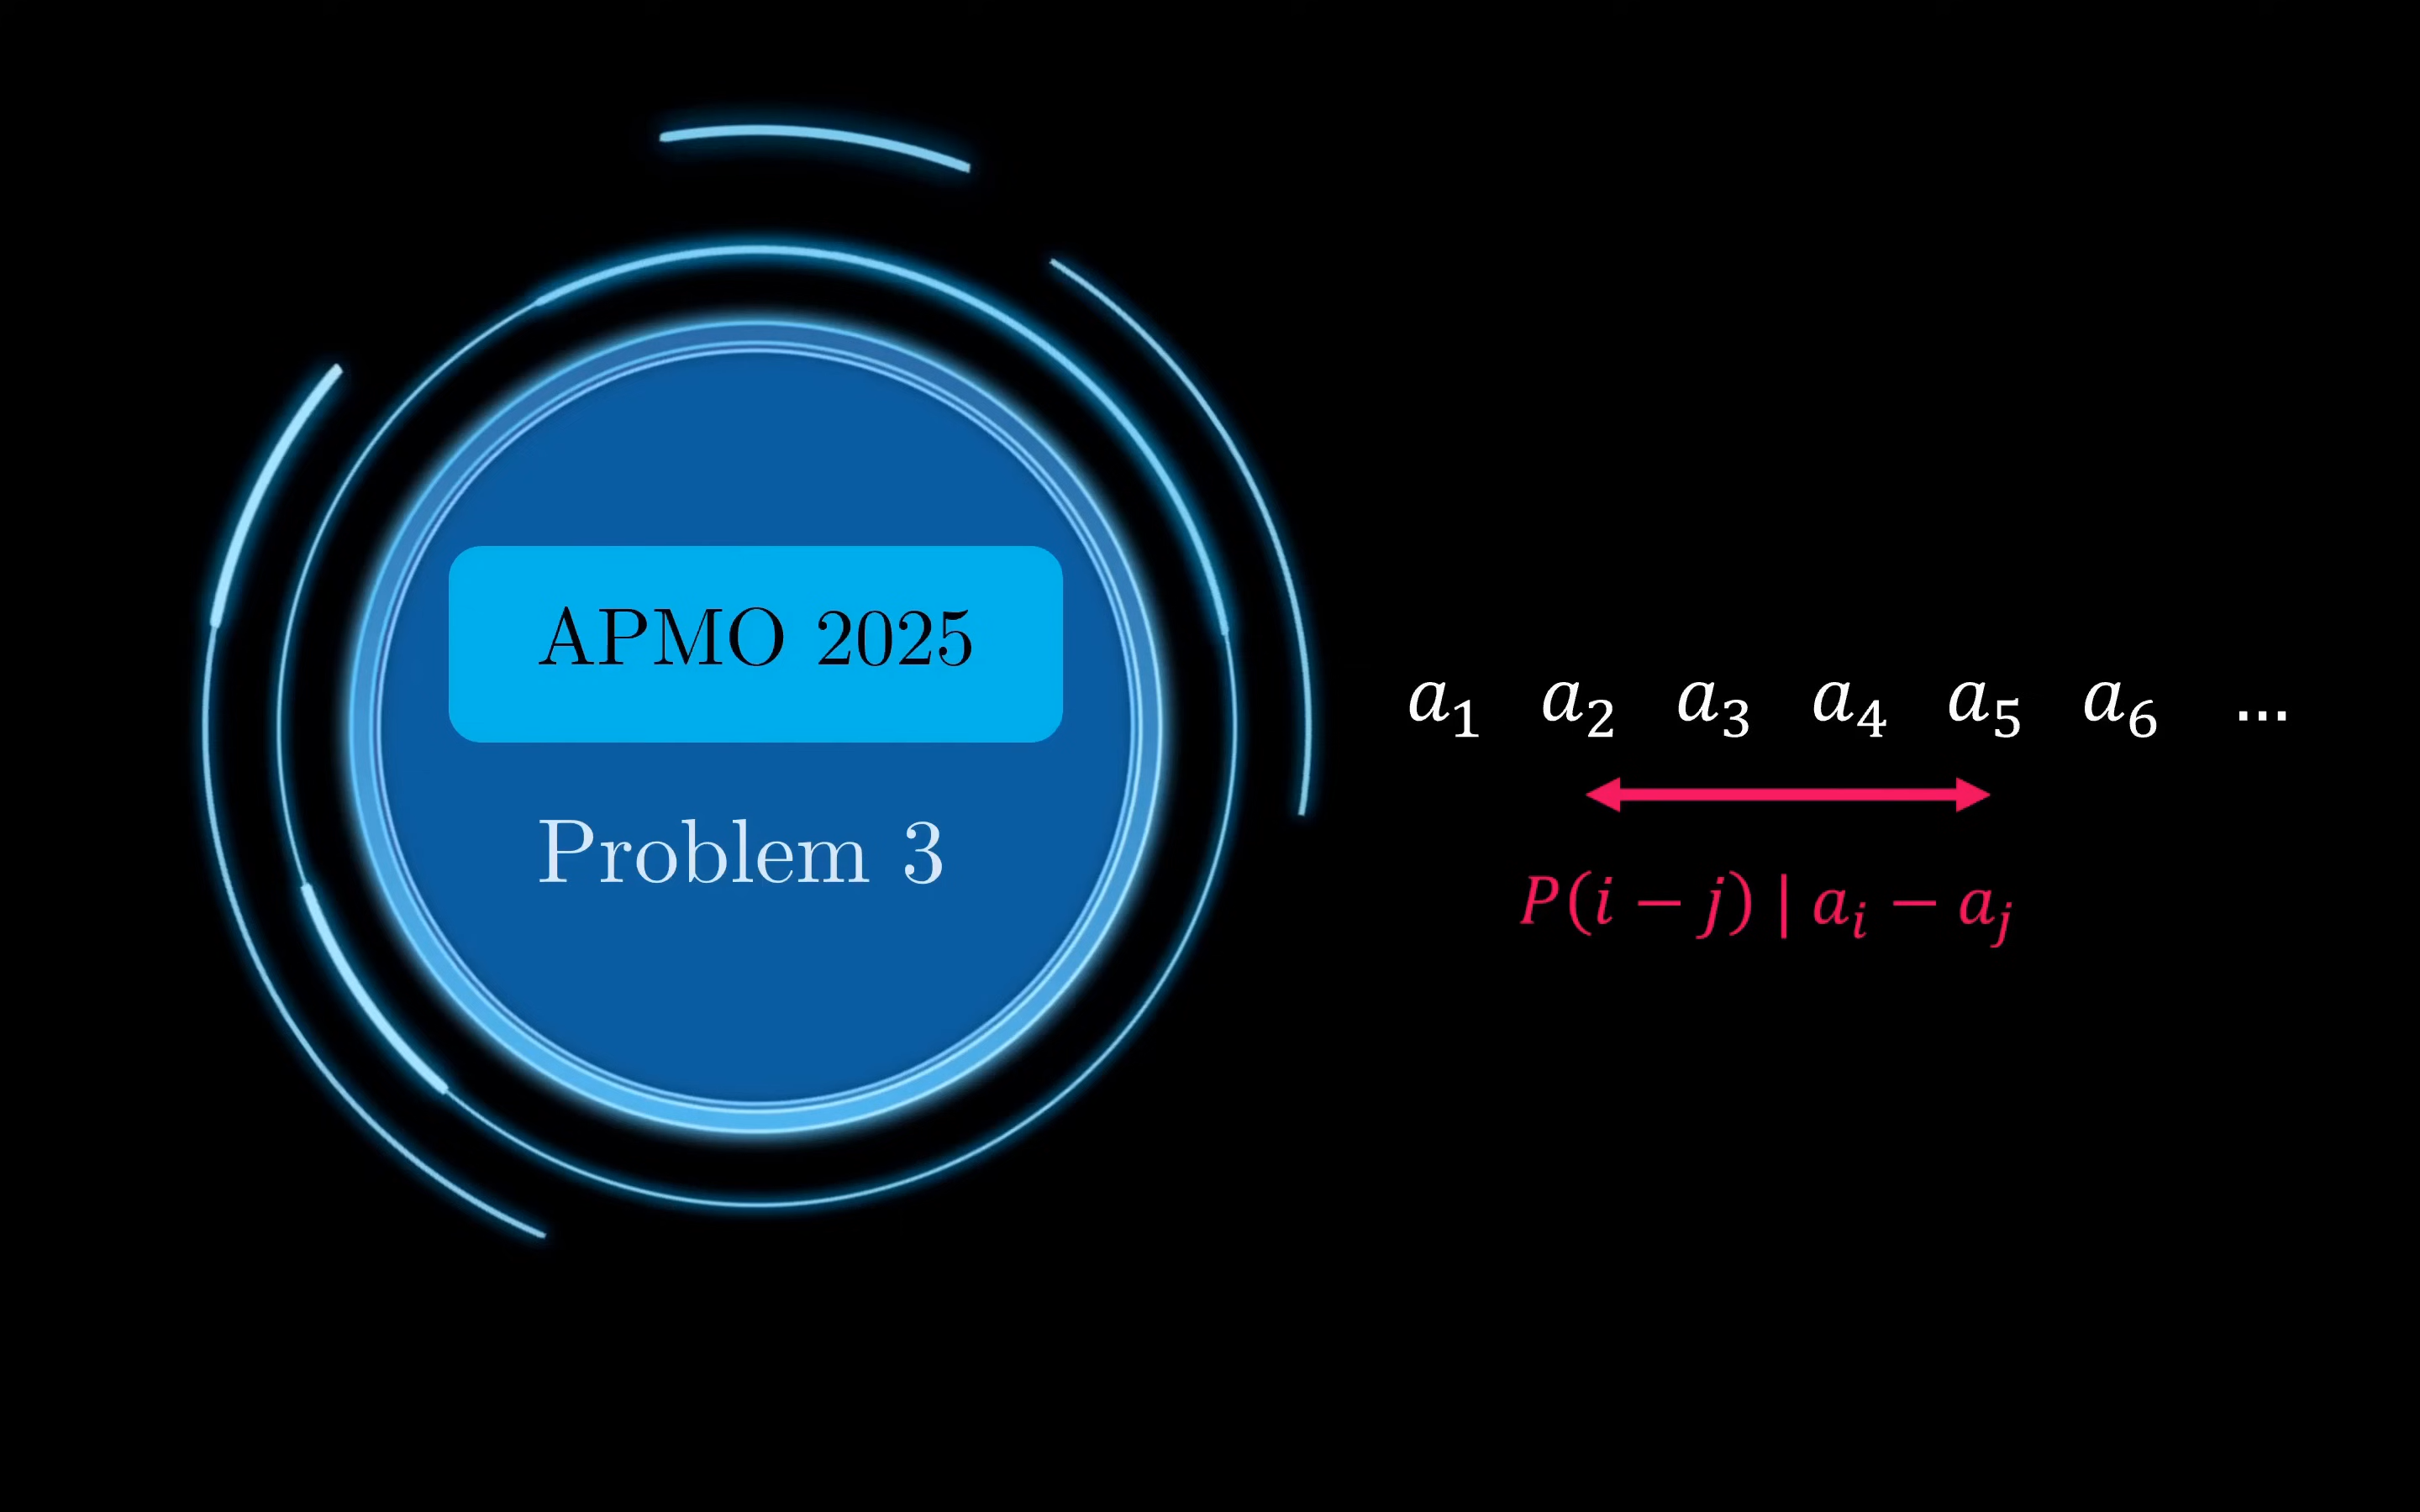 APMO 2025
Problem 3
a₁ a₂ a₃ a₄ a₅ a₆ ...
P(i − j) | aᵢ − aⱼ